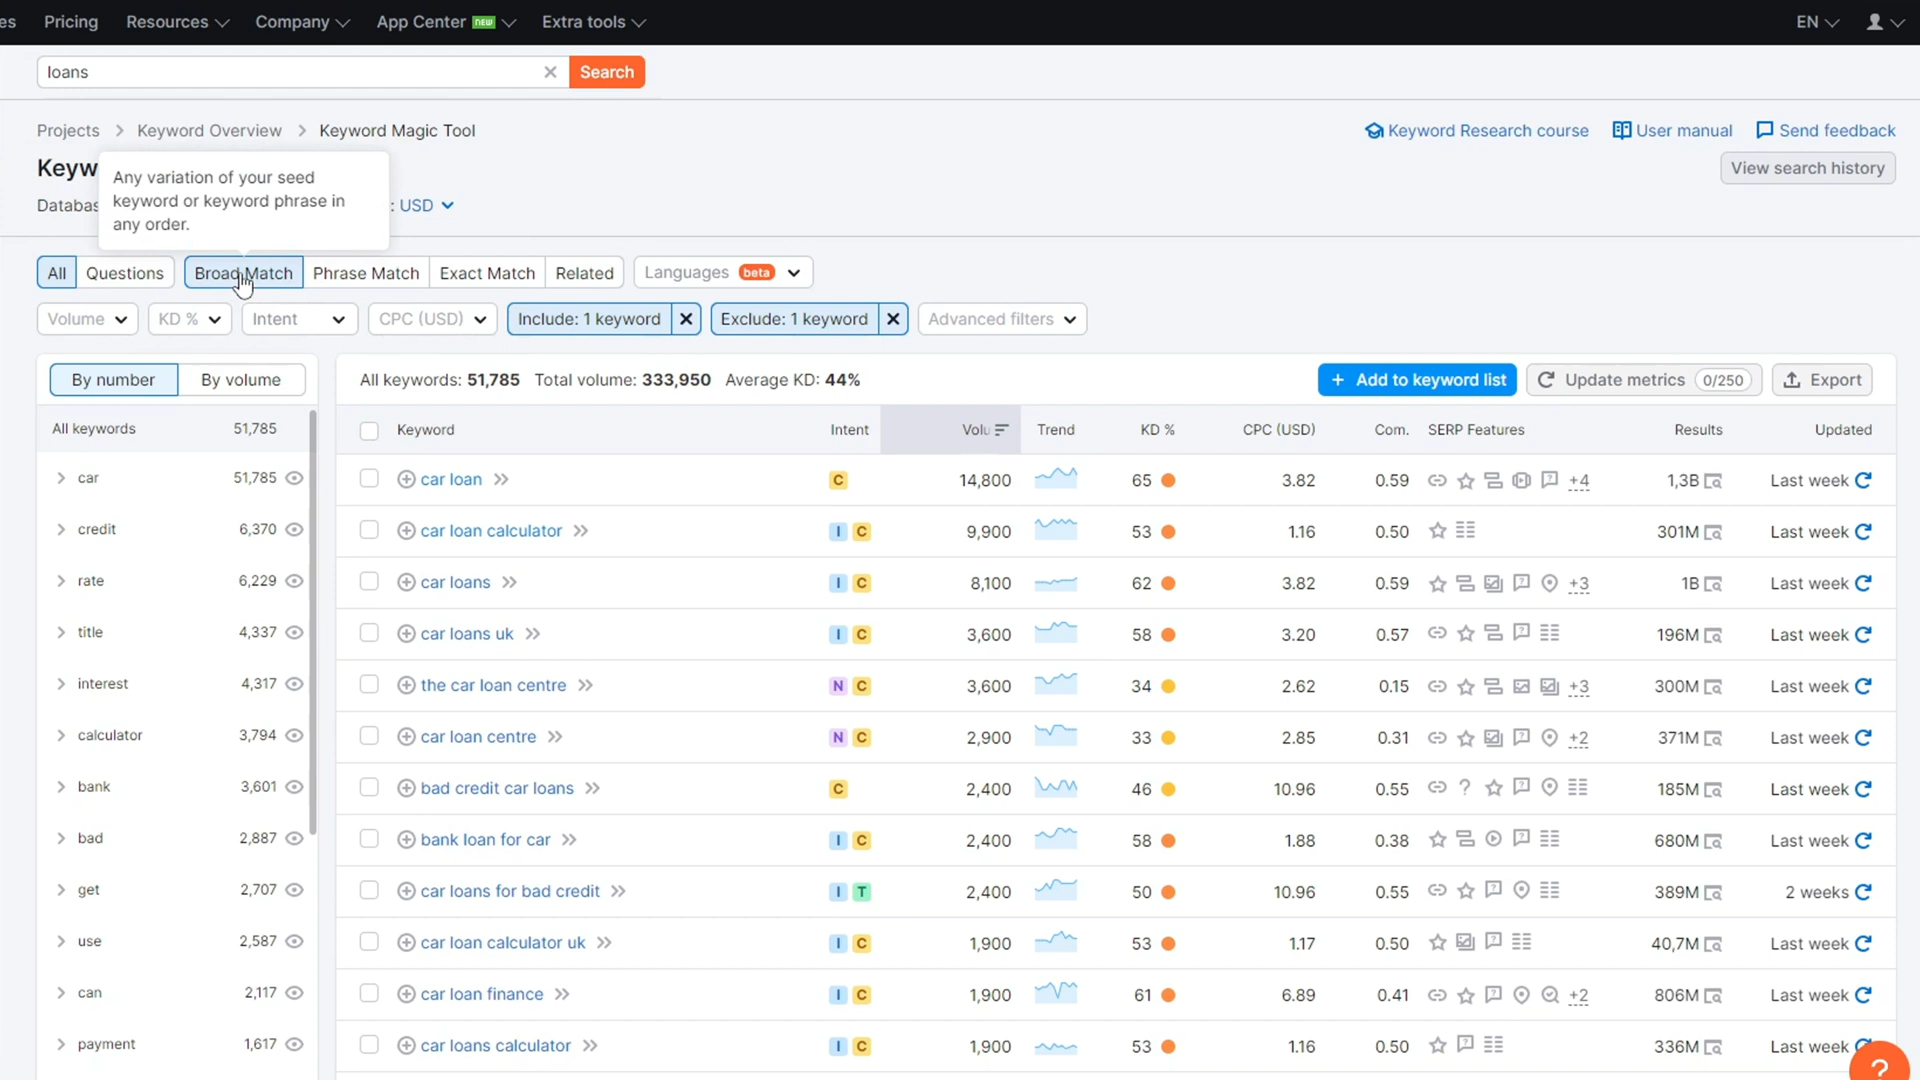 es Pricing Resources Company App Center NEW Extra tools EN
loans Search
Projects Keyword Overview Keyword Magic Tool Keyword Research course User manual Send feedback
Keyw View search history
Any variation of your seed
keyword or keyword phrase in
any order.
Databas : USD
All Questions Broad Match Phrase Match Exact Match Related Languages beta
Volume KD % Intent CPC (USD) Include: 1 keyword Exclude: 1 keyword Advanced filters
By number By volume
All keywords 51,785
car 51,785
credit 6,370
rate 6,229
title 4,337
interest 4,317
calculator 3,794
bank 3,601
bad 2,887
get 2,707
use 2,587
can 2,117
payment 1,617
All keywords: 51,785 Total volume: 333,950 Average KD: 44% + Add to keyword list Update metrics 0/250 Export
Keyword Intent Volu Trend KD % CPC (USD) Com. SERP Features Results Updated
car loan C 14,800 65 3.82 0.59 +4 1,3B Last week
car loan calculator I C 9,900 53 1.16 0.50 301M Last week
car loans I C 8,100 62 3.82 0.59 +3 1B Last week
car loans uk I C 3,600 58 3.20 0.57 196M Last week
the car loan centre N C 3,600 34 2.62 0.15 +3 300M Last week
car loan centre N C 2,900 33 2.85 0.31 +2 371M Last week
bad credit car loans C 2,400 46 10.96 0.55 185M Last week
bank loan for car I C 2,400 58 1.88 0.38 680M Last week
car loans for bad credit I T 2,400 50 10.96 0.55 389M 2 weeks
car loan calculator uk I C 1,900 53 1.17 0.50 40,7M Last week
car loan finance I C 1,900 61 6.89 0.41 +2 806M Last week
car loans calculator I C 1,900 53 1.16 0.50 336M Last week
?